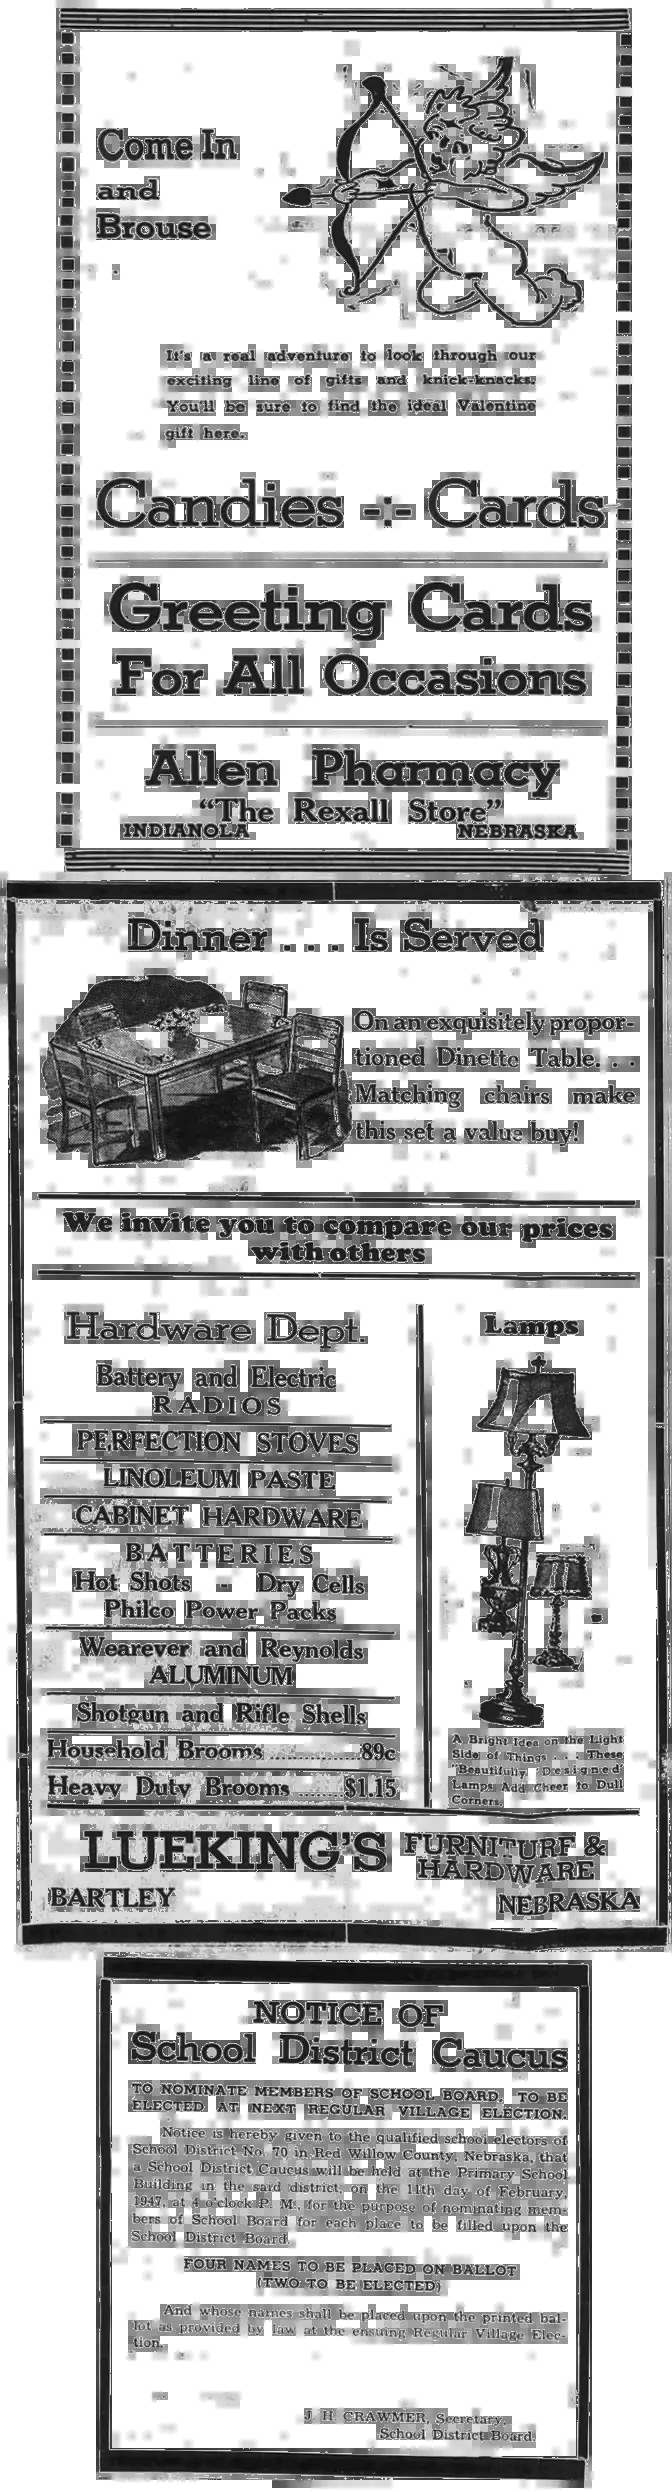 Come In
and
Brouse
It's a real adventure to look through our
exciting line of gifts and knick-knacks.
You'll be sure to find the ideal Valentine
gift here.
Candies -:- Cards
Greeting Cards
For All Occasions
Allen Pharmacy
"The Rexall Store"
INDIANOLA NEBRASKA
Dinner . . . Is Served
On an exquisitely propor-
tioned Dinette Table. . .
Matching chairs make
this set a value buy!
We invite you to compare our prices
with others
Hardware Dept.
Battery and Electric
RADIOS
PERFECTION STOVES
LINOLEUM PASTE
CABINET HARDWARE
BATTERIES
Hot Shots - Dry Cells
Philco Power Packs
Wearever and Reynolds
ALUMINUM
Shotgun and Rifle Shells
Household Brooms ..............89c
Heavy Duty Brooms .......$1.15
Lamps
A Bright Idea on the Light
Side of Things . . . These
Beautifully Designed
Lamps Add Cheer to Dull
Corners.
LUEKING'S FURNITURE &
HARDWARE
BARTLEY NEBRASKA
NOTICE OF
School District Caucus
TO NOMINATE MEMBERS OF SCHOOL BOARD, TO BE
ELECTED AT NEXT REGULAR VILLAGE ELECTION.
Notice is hereby given to the qualified school electors of
School District No. 70 in Red Willow County, Nebraska, that
a School District Caucus will be held at the Primary School
Building in the said district, on the 11th day of February,
1947, at 4 o'clock P. M., for the purpose of nominating mem-
bers of School Board for each place to be filled upon the
School District Board.
FOUR NAMES TO BE PLACED ON BALLOT
(TWO TO BE ELECTED)
And whose names shall be placed upon the printed bal-
lot as provided by law at the ensuing Regular Village Elec-
tion.
J. H. CRAWMER, Secretary,
School District Board.